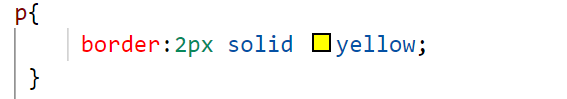 p{
border:2px solid yellow;
}